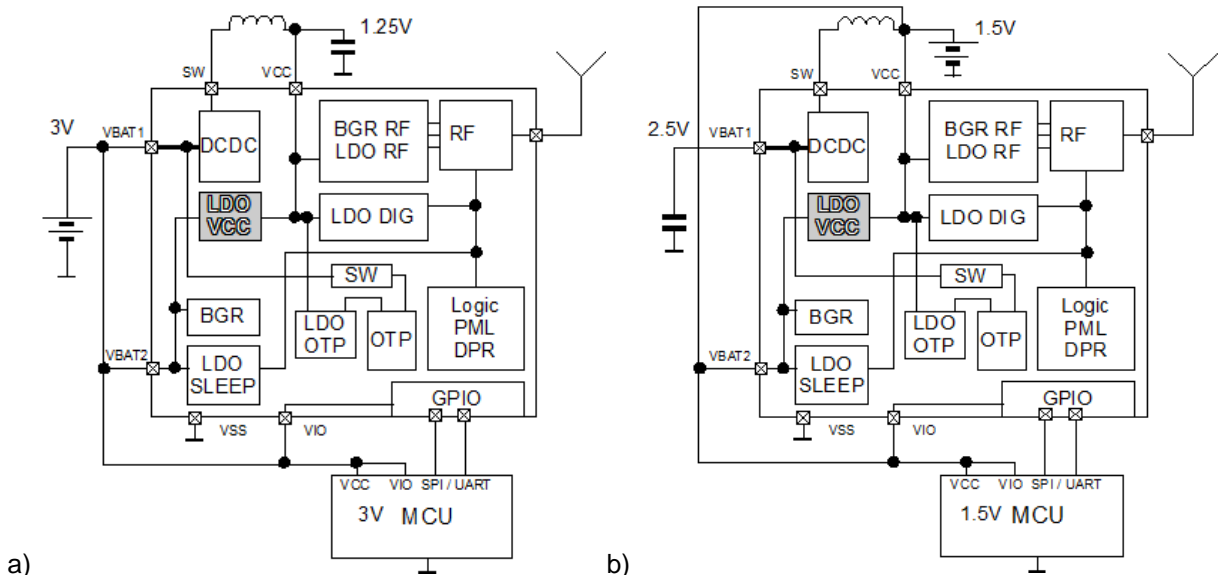 1.25V
SW
VCC
3V
VBAT1
DCDC
BGR RF
LDO RF
RF
LDO
VCC
LDO DIG
SW
BGR
LDO
OTP
OTP
Logic
PML
DPR
VBAT2
LDO
SLEEP
GPIO
VSS
VIO
VCC
VIO
SPI / UART
3V
MCU
a)
1.5V
SW
VCC
2.5V
VBAT1
DCDC
BGR RF
LDO RF
RF
LDO
VCC
LDO DIG
SW
BGR
LDO
OTP
OTP
Logic
PML
DPR
VBAT2
LDO
SLEEP
GPIO
VSS
VIO
VCC
VIO
SPI / UART
1.5V
MCU
b)